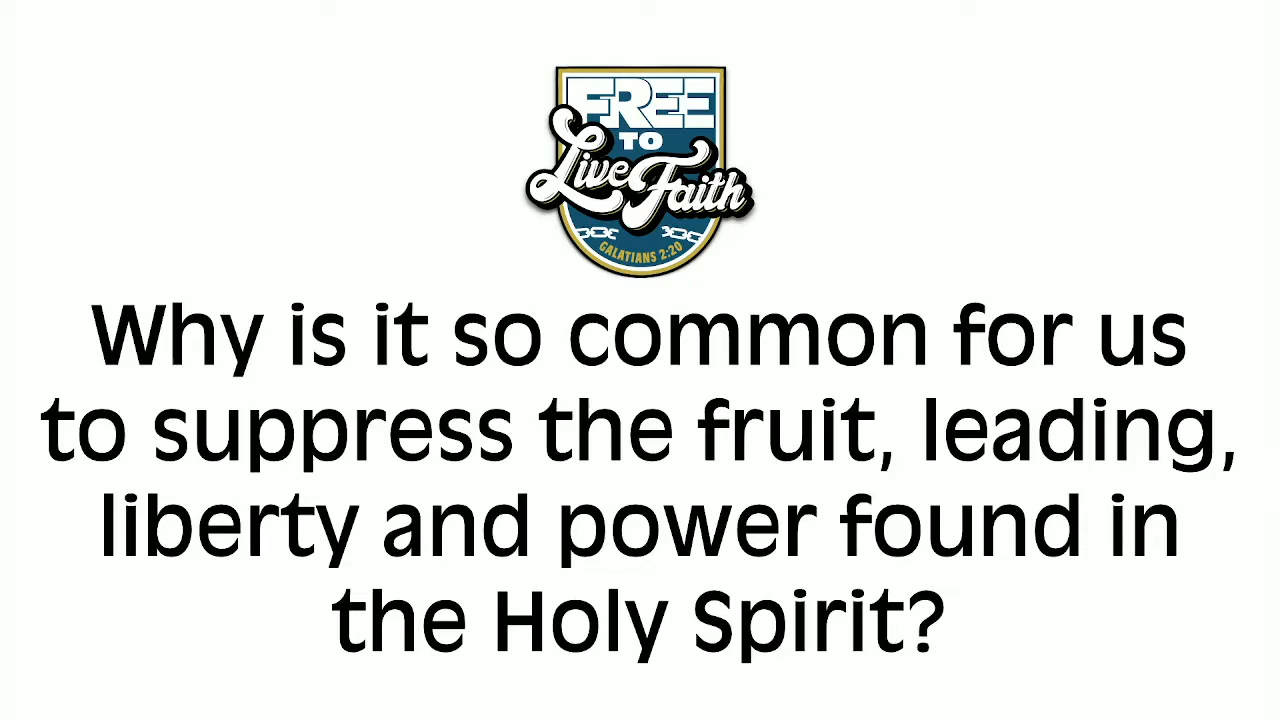 FREE
TO
Live Faith
GALATIANS 2:20
Why is it so common for us
to suppress the fruit, leading,
liberty and power found in
the Holy Spirit?